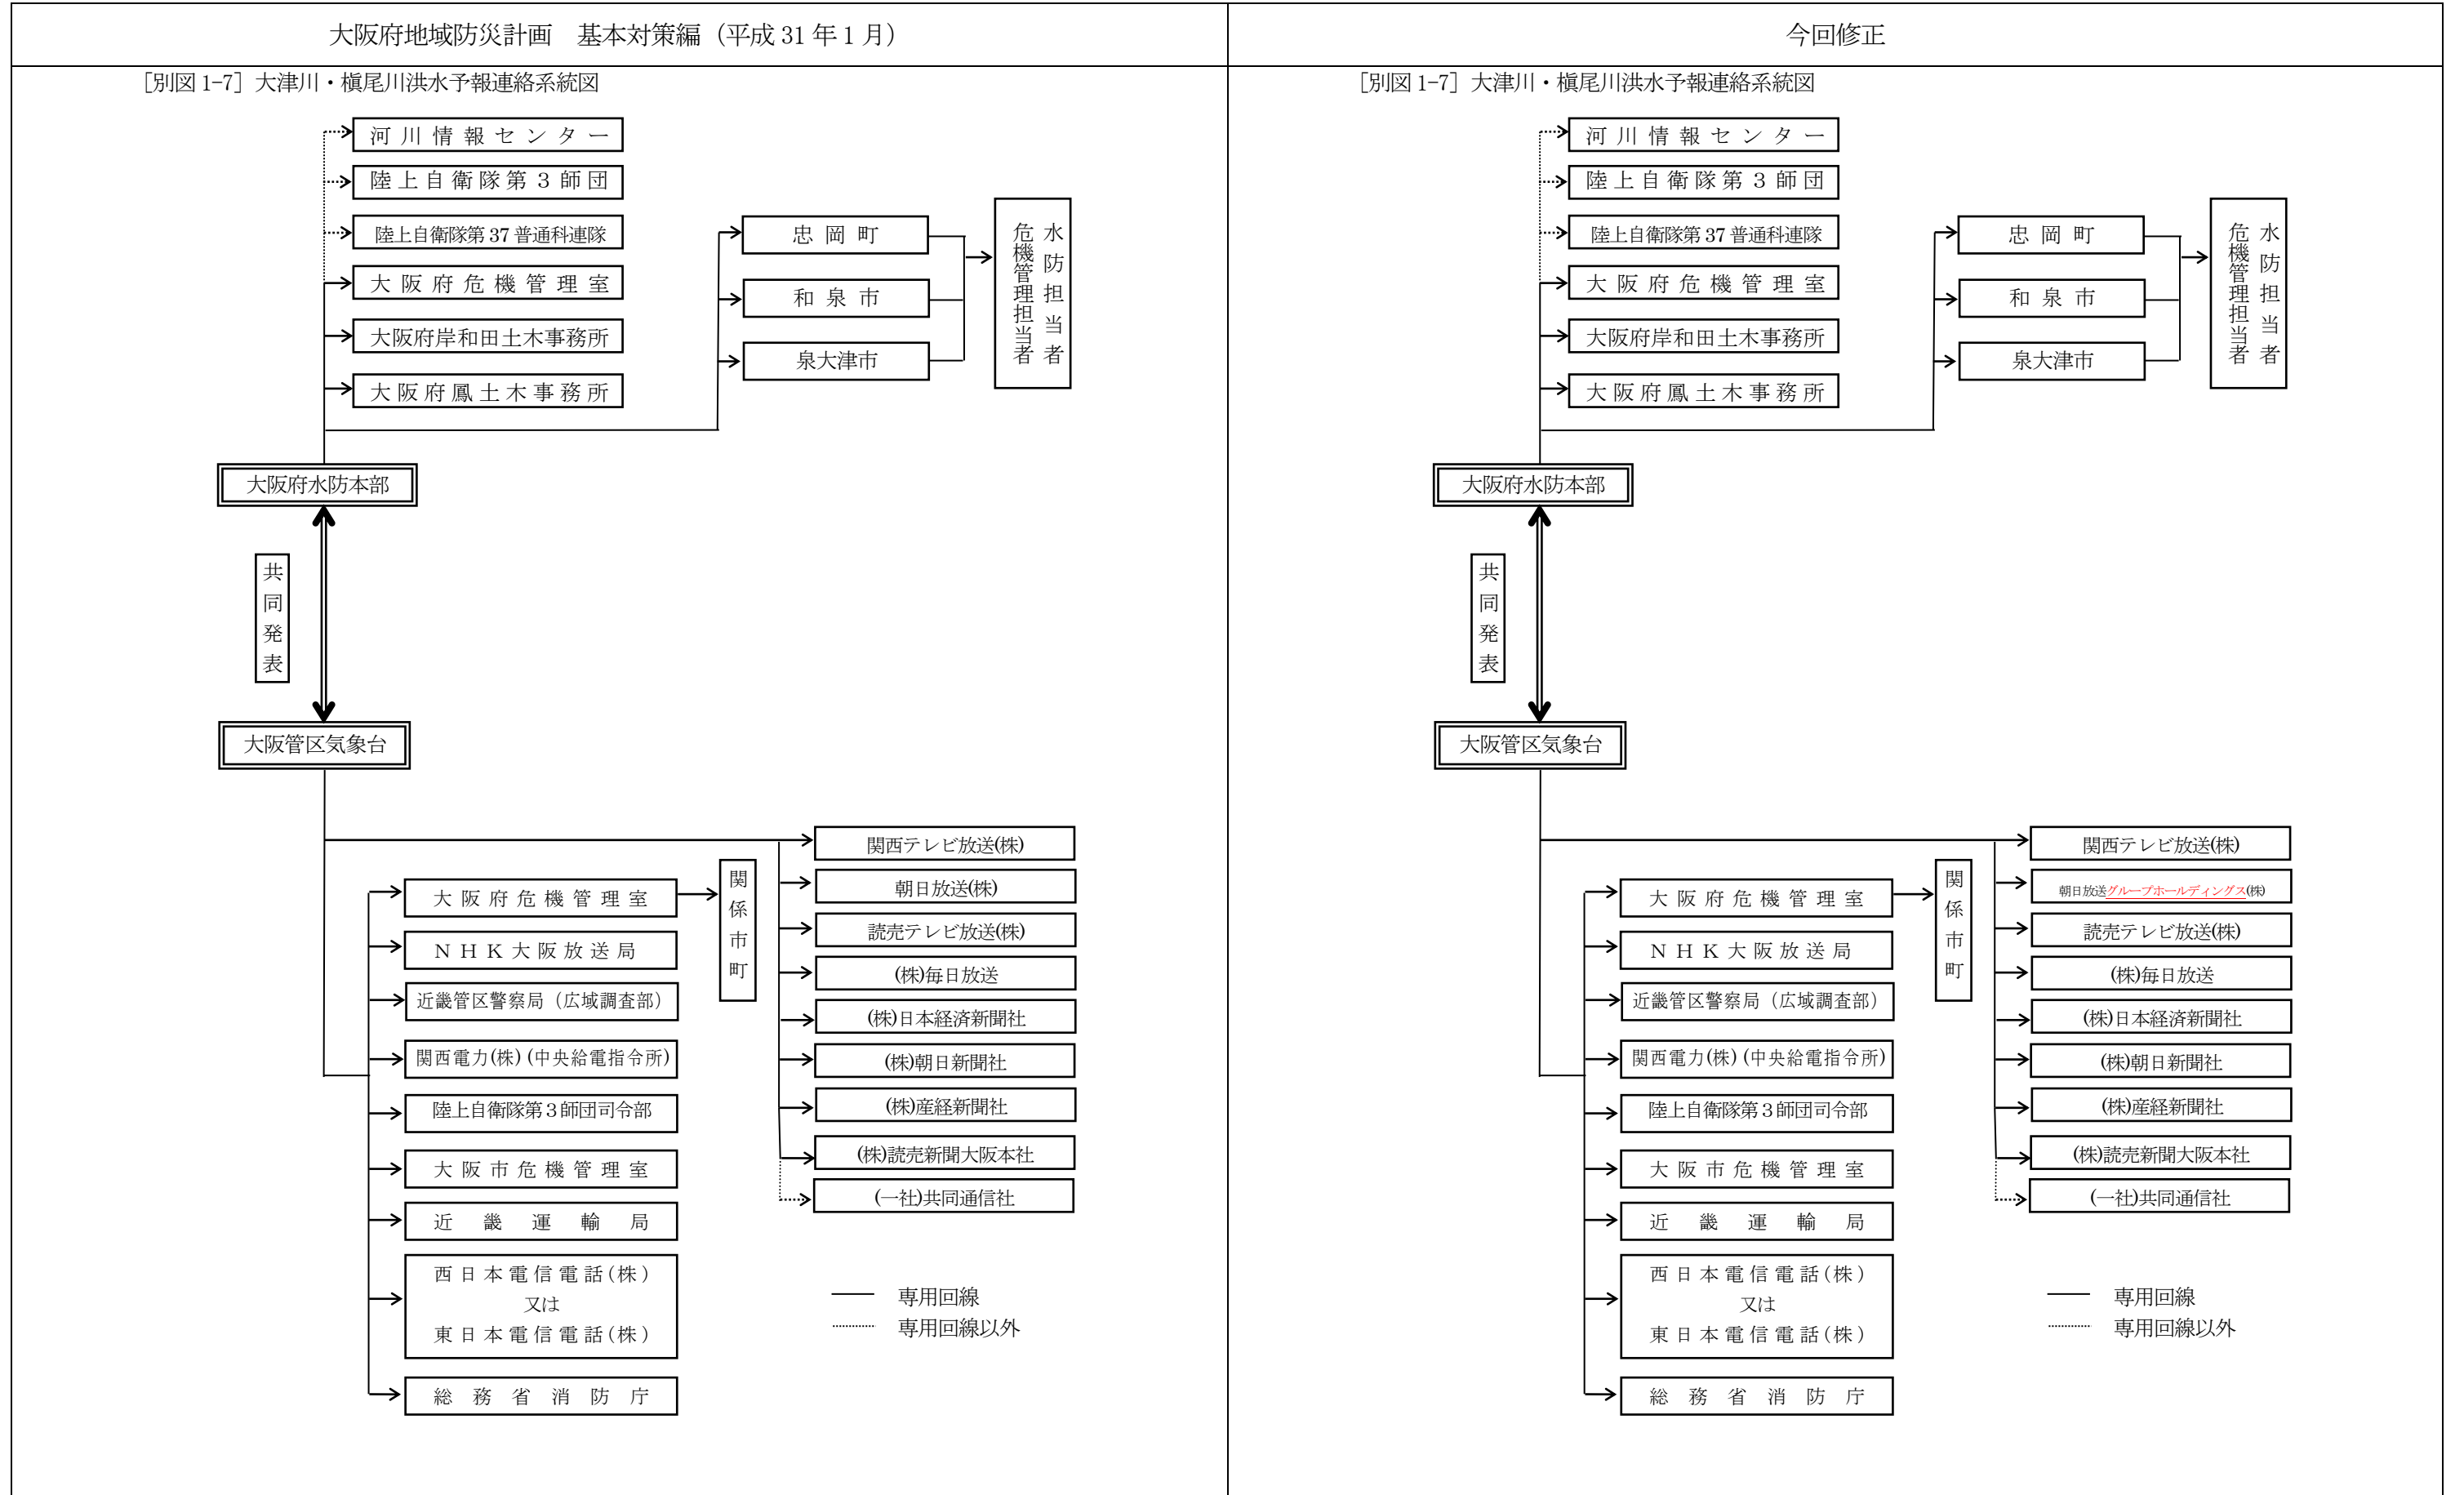 大阪府地域防災計画　基本対策編（平成 31 年 1 月）
［別図 1-7］大津川・槇尾川洪水予報連絡系統図
河川情報センター
陸上自衛隊第３師団
陸上自衛隊第 37 普通科連隊
大阪府危機管理室
大阪府岸和田土木事務所
大阪府鳳土木事務所
忠岡町
和泉市
泉大津市
水防担当者
危機管理担当者
大阪府水防本部
共同発表
大阪管区気象台
大阪府危機管理室
ＮＨＫ大阪放送局
近畿管区警察局（広域調査部）
関西電力(株)(中央給電指令所)
陸上自衛隊第３師団司令部
大阪市危機管理室
近畿運輸局
西日本電信電話(株)
又は
東日本電信電話(株)
総務省消防庁
関係市町
関西テレビ放送(株)
朝日放送(株)
読売テレビ放送(株)
(株)毎日放送
(株)日本経済新聞社
(株)朝日新聞社
(株)産経新聞社
(株)読売新聞大阪本社
(一社)共同通信社
専用回線
専用回線以外
今回修正
［別図 1-7］大津川・槇尾川洪水予報連絡系統図
河川情報センター
陸上自衛隊第３師団
陸上自衛隊第 37 普通科連隊
大阪府危機管理室
大阪府岸和田土木事務所
大阪府鳳土木事務所
忠岡町
和泉市
泉大津市
水防担当者
危機管理担当者
大阪府水防本部
共同発表
大阪管区気象台
大阪府危機管理室
ＮＨＫ大阪放送局
近畿管区警察局（広域調査部）
関西電力(株)(中央給電指令所)
陸上自衛隊第３師団司令部
大阪市危機管理室
近畿運輸局
西日本電信電話(株)
又は
東日本電信電話(株)
総務省消防庁
関係市町
関西テレビ放送(株)
朝日放送グループホールディングス(株)
読売テレビ放送(株)
(株)毎日放送
(株)日本経済新聞社
(株)朝日新聞社
(株)産経新聞社
(株)読売新聞大阪本社
(一社)共同通信社
専用回線
専用回線以外